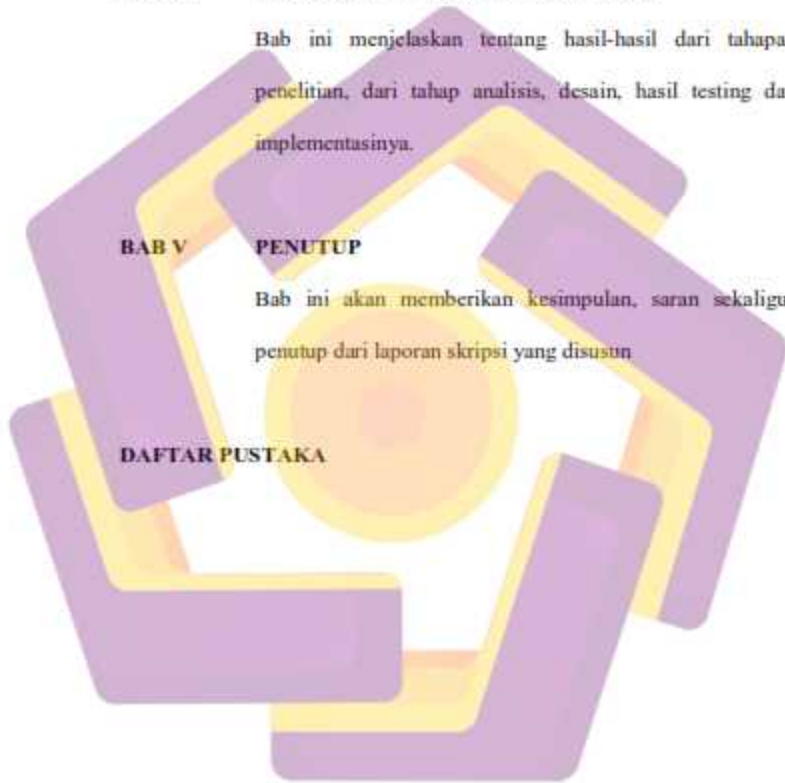 Bab ini menjelaskan tentang hasil-hasil dari tahapa
penelitian, dari tahap analisis, desain, hasil testing da
implementasinya.
BAB V PENUTUP
Bab ini akan memberikan kesimpulan, saran sekaligu
penutup dari laporan skripsi yang disusun
DAFTAR PUSTAKA